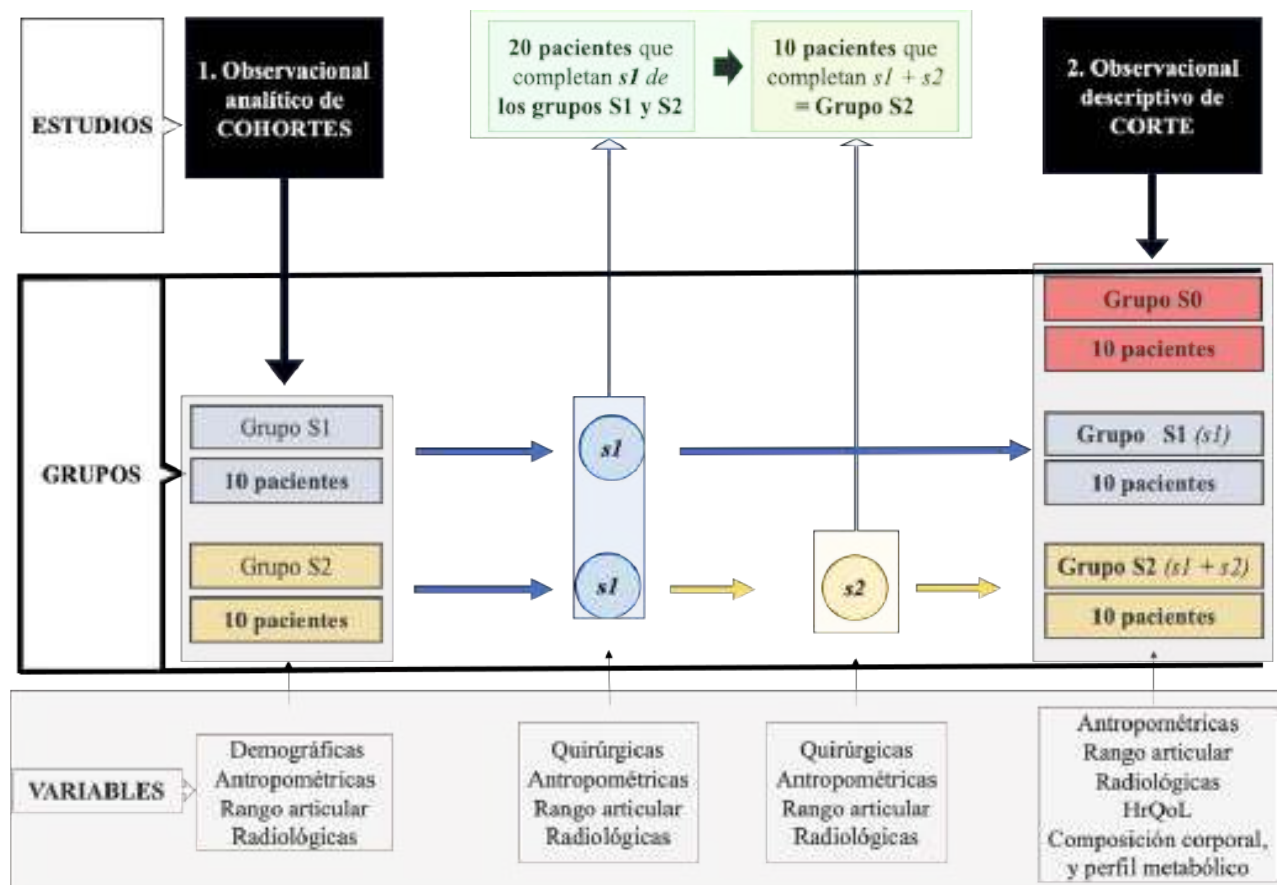 ESTUDIOS
1. Observacional
analítico de
COHORTES
20 pacientes que
completan s1 de
los grupos S1 y S2
10 pacientes que
completan s1 + s2
= Grupo S2
2. Observacional
descriptivo de
CORTE
GRUPOS
Grupo S1
10 pacientes
Grupo S2
10 pacientes
s1
s1
s2
Grupo S0
10 pacientes
Grupo S1 (s1)
10 pacientes
Grupo S2 (s1 + s2)
10 pacientes
VARIABLES
Demográficas
Antropométricas
Rango articular
Radiológicas
Quirúrgicas
Antropométricas
Rango articular
Radiológicas
Quirúrgicas
Antropométricas
Rango articular
Radiológicas
Antropométricas
Rango articular
Radiológicas
HrQoL
Composición corporal,
y perfil metabólico